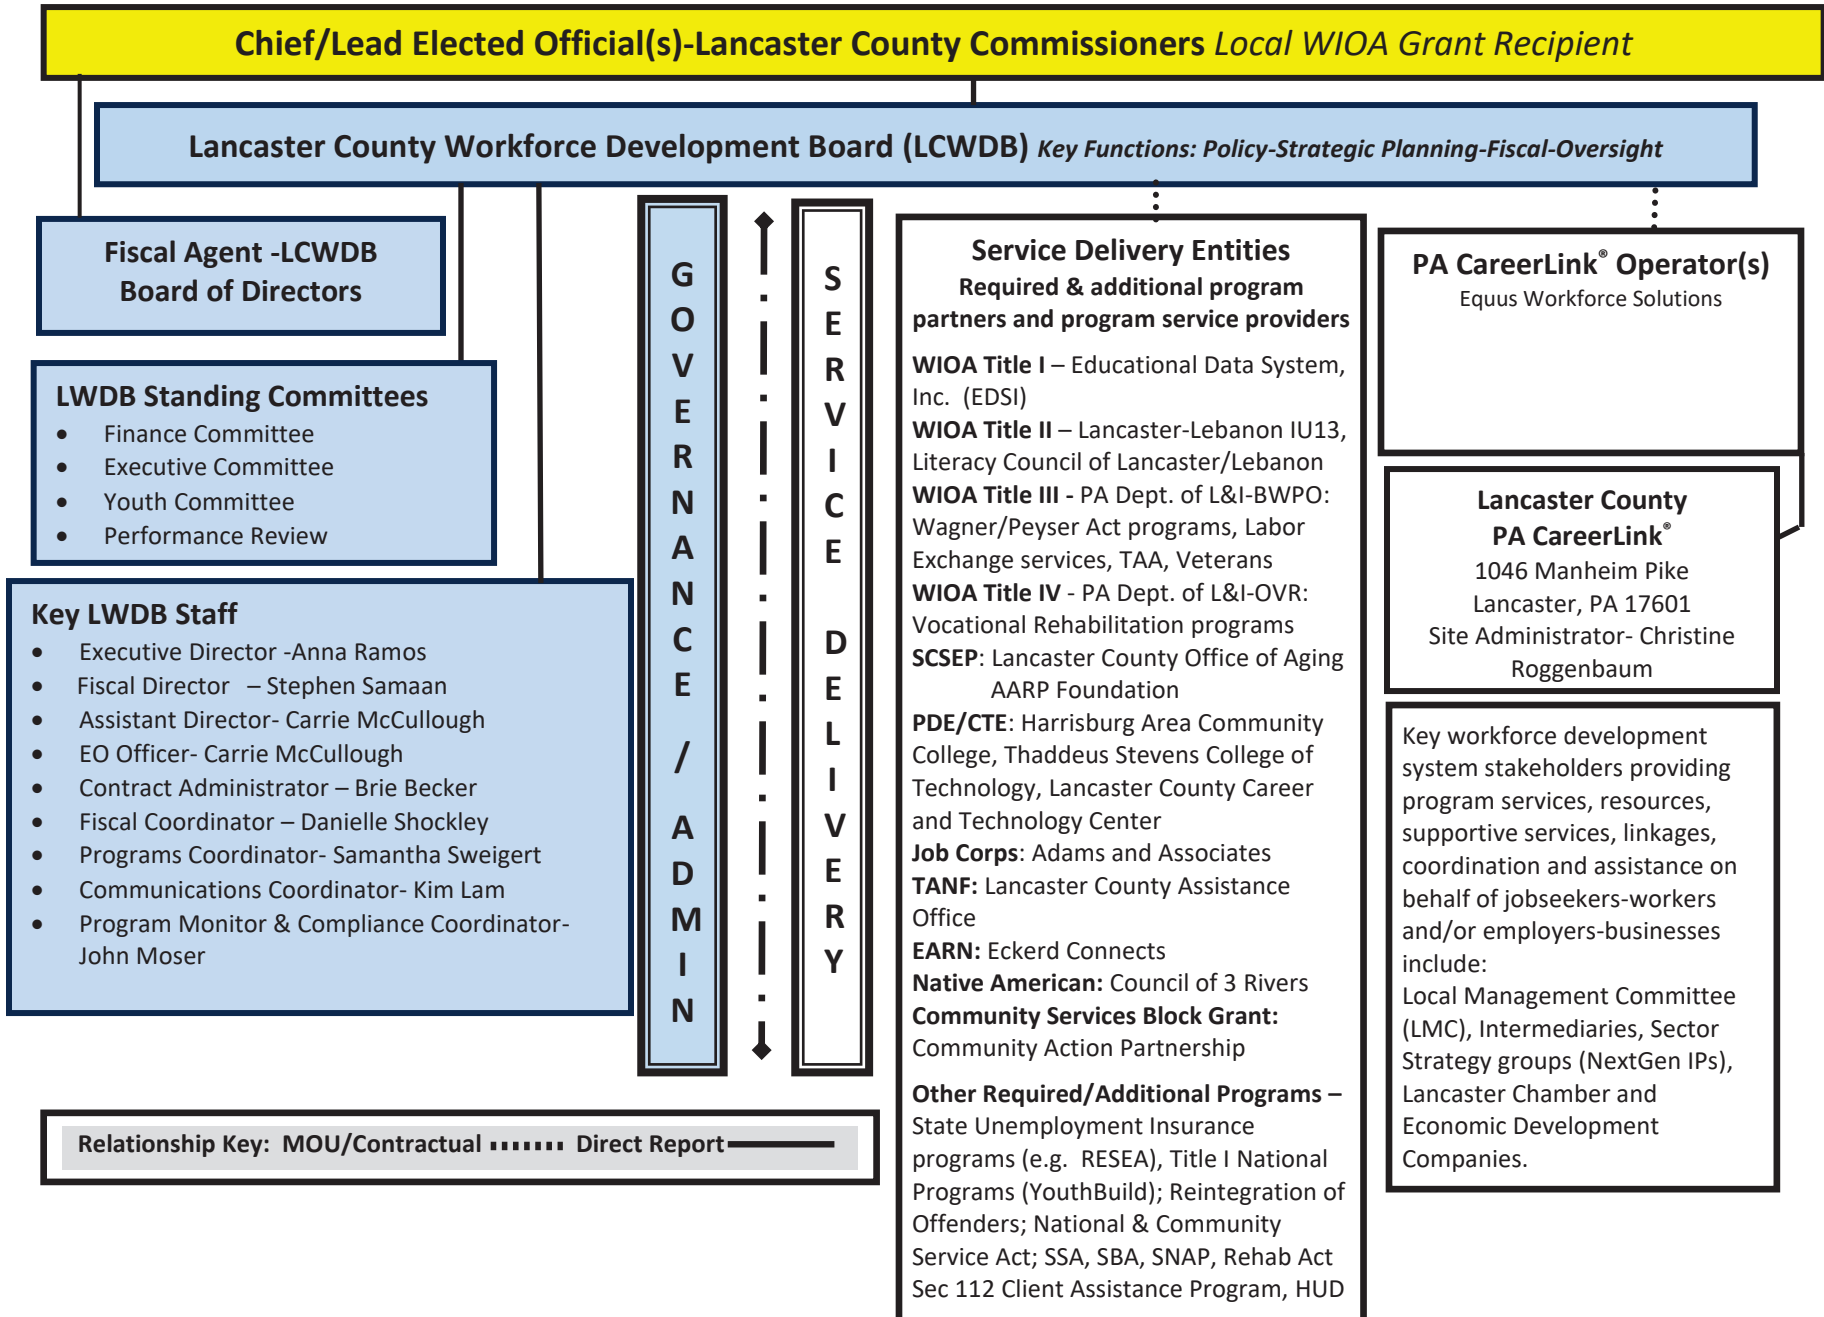 Chief/Lead Elected Official(s)-Lancaster County Commissioners Local WIOA Grant Recipient
Lancaster County Workforce Development Board (LCWDB) Key Functions: Policy-Strategic Planning-Fiscal-Oversight
Fiscal Agent -LCWDB
Board of Directors
LWDB Standing Committees
• Finance Committee
• Executive Committee
• Youth Committee
• Performance Review
Key LWDB Staff
• Executive Director -Anna Ramos
• Fiscal Director – Stephen Samaan
• Assistant Director- Carrie McCullough
• EO Officer- Carrie McCullough
• Contract Administrator – Brie Becker
• Fiscal Coordinator – Danielle Shockley
• Programs Coordinator- Samantha Sweigert
• Communications Coordinator- Kim Lam
• Program Monitor & Compliance Coordinator-
John Moser
GOVERNANCE / ADMIN
SERVICE DELIVERY
Service Delivery Entities
Required & additional program
partners and program service providers
WIOA Title I – Educational Data System,
Inc. (EDSI)
WIOA Title II – Lancaster-Lebanon IU13,
Literacy Council of Lancaster/Lebanon
WIOA Title III - PA Dept. of L&I-BWPO:
Wagner/Peyser Act programs, Labor
Exchange services, TAA, Veterans
WIOA Title IV - PA Dept. of L&I-OVR:
Vocational Rehabilitation programs
SCSEP: Lancaster County Office of Aging
AARP Foundation
PDE/CTE: Harrisburg Area Community
College, Thaddeus Stevens College of
Technology, Lancaster County Career
and Technology Center
Job Corps: Adams and Associates
TANF: Lancaster County Assistance
Office
EARN: Eckerd Connects
Native American: Council of 3 Rivers
Community Services Block Grant:
Community Action Partnership
Other Required/Additional Programs –
State Unemployment Insurance
programs (e.g. RESEA), Title I National
Programs (YouthBuild); Reintegration of
Offenders; National & Community
Service Act; SSA, SBA, SNAP, Rehab Act
Sec 112 Client Assistance Program, HUD
PA CareerLink® Operator(s)
Equus Workforce Solutions
Lancaster County
PA CareerLink®
1046 Manheim Pike
Lancaster, PA 17601
Site Administrator- Christine
Roggenbaum
Key workforce development
system stakeholders providing
program services, resources,
supportive services, linkages,
coordination and assistance on
behalf of jobseekers-workers
and/or employers-businesses
include:
Local Management Committee
(LMC), Intermediaries, Sector
Strategy groups (NextGen IPs),
Lancaster Chamber and
Economic Development
Companies.
Relationship Key: MOU/Contractual Direct Report